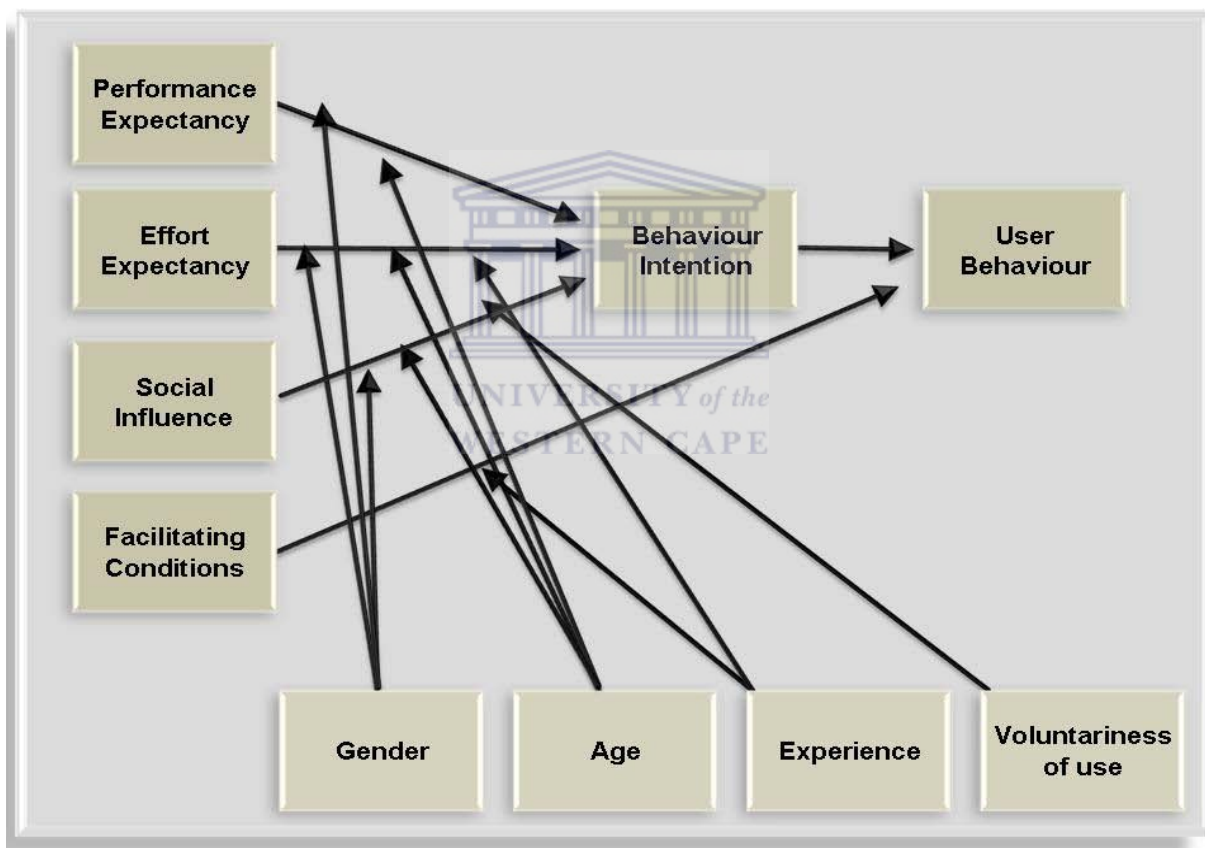 Performance
Expectancy
Effort
Expectancy
Social
Influence
Facilitating
Conditions
Behaviour
Intention
User
Behaviour
UNIVERSITY of the
WESTERN CAPE
Gender
Age
Experience
Voluntariness
of use